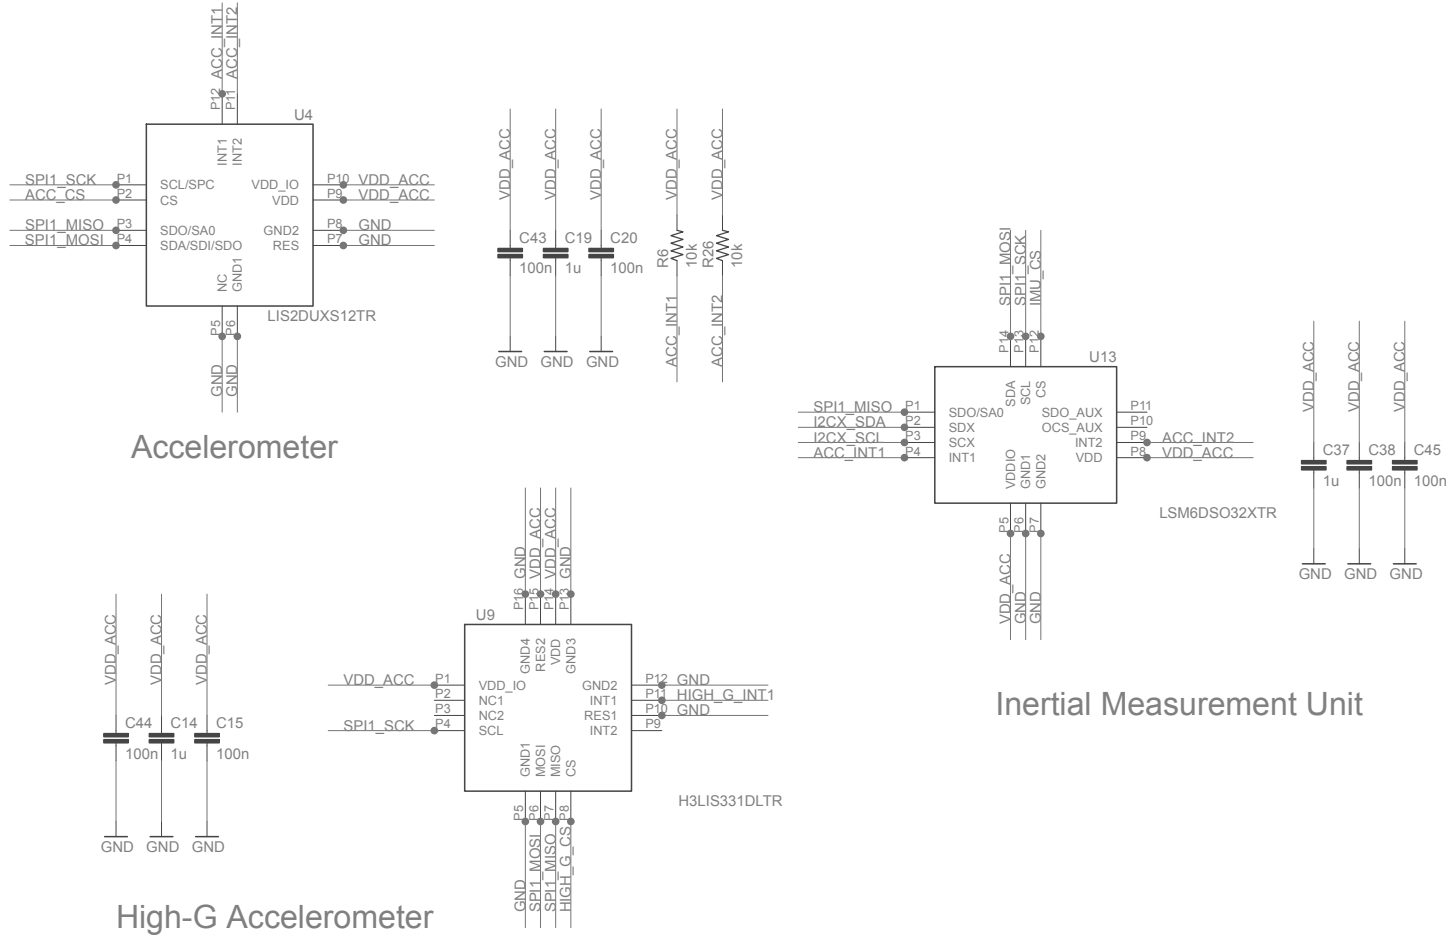 ACC_INT1
ACC_INT2
P12
P11
U4
INT1
INT2
SPI1_SCK P1 SCL/SPC VDD_IO P10 VDD_ACC
ACC_CS P2 CS VDD P9 VDD_ACC
SPI1_MISO P3 SDO/SA0 GND2 P8 GND
SPI1_MOSI P4 SDA/SDI/SDO RES P7 GND
NC
GND1
LIS2DUXS12TR
P5
P6
GND
GND
Accelerometer
VDD_ACC
VDD_ACC
VDD_ACC
VDD_ACC
VDD_ACC
C43 C19 C20
100n 1u 100n
R6
10k
R26
10k
ACC_INT1
ACC_INT2
GND GND GND
SPI1_MOSI
SPI1_SCK
IMU_CS
P14
P13
P12
U13
SDA
SCL
CS
SPI1_MISO P1 SDO/SA0 SDO_AUX P11
I2CX_SDA P2 SDX OCS_AUX P10
I2CX_SCL P3 SCX INT2 P9 ACC_INT2
ACC_INT1 P4 INT1 VDD P8 VDD_ACC
VDDIO
GND1
GND2
LSM6DSO32XTR
P5
P6
P7
VDD_ACC
GND
GND
VDD_ACC
VDD_ACC
VDD_ACC
C37 C38 C45
1u 100n 100n
GND GND GND
Inertial Measurement Unit
VDD_ACC
VDD_ACC
VDD_ACC
C44 C14 C15
100n 1u 100n
GND GND GND
GND
VDD_ACC
VDD_ACC
GND
P16
P15
P14
P13
U9
GND4
RES2
VDD
GND3
VDD_ACC P1 VDD_IO GND2 P12 GND
P2 NC1 INT1 P11 HIGH_G_INT1
P3 NC2 RES1 P10 GND
SPI1_SCK P4 SCL INT2 P9
GND1
MOSI
MISO
CS
H3LIS331DLTR
P5
P6
P7
P8
GND
SPI1_MOSI
SPI1_MISO
HIGH_G_CS
High-G Accelerometer